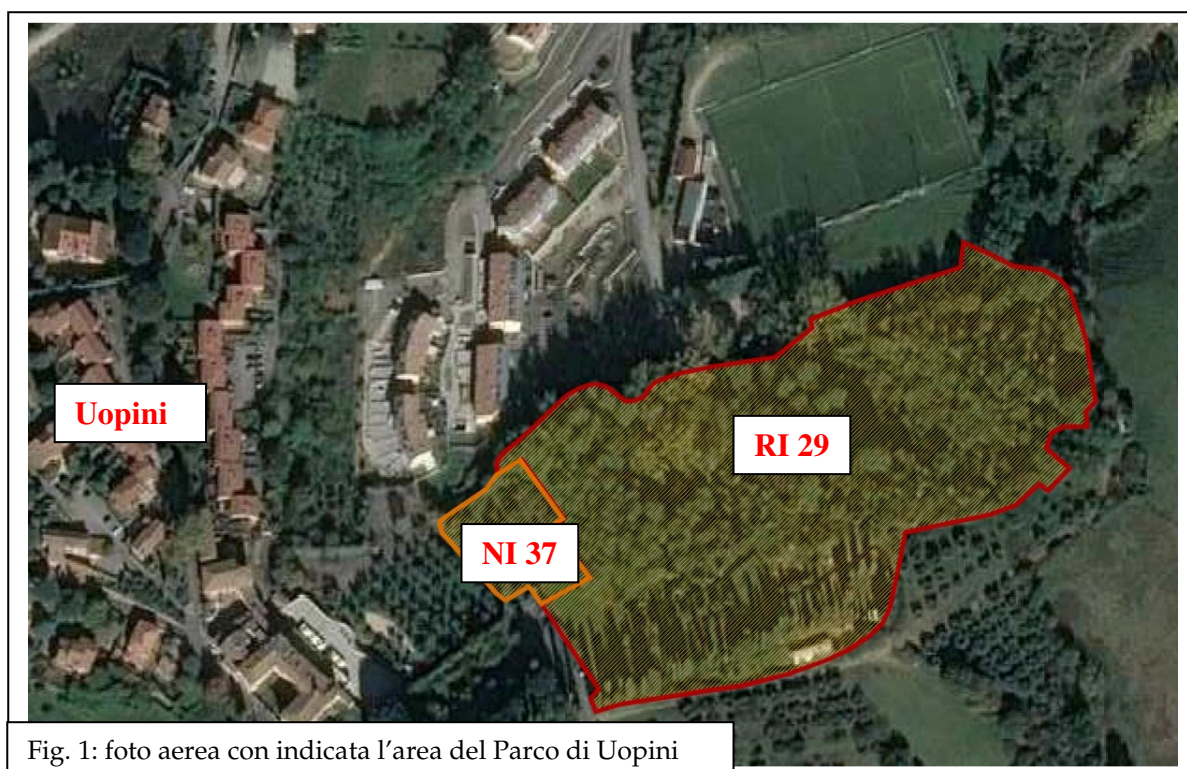 Uopini
RI 29
NI 37
Fig. 1: foto aerea con indicata l’area del Parco di Uopini